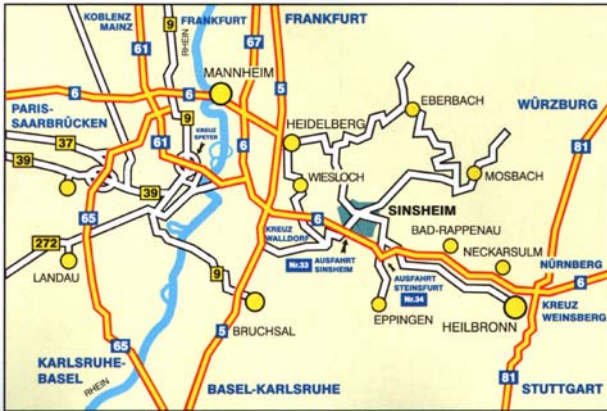 KOBLENZ
MAINZ
9
FRANKFURT
FRANKFURT
RHEIN
61
67
5
MANNHEIM
6
6
PARIS-
SAARBRÜCKEN
9
KREUZ
SPEYER
HEIDELBERG
EBERBACH
WÜRZBURG
81
37
61
6
39
39
WIESLOCH
MOSBACH
65
6
SINSHEIM
KREUZ
WALLDORF
BAD-RAPPENAU
272
Nr.33
AUSFAHRT
SINSHEIM
NECKARSULM
NÜRNBERG
LANDAU
9
AUSFAHRT
STEINSFURT
Nr.34
6
KREUZ
WEINSBERG
EPPINGEN
HEILBRONN
5
BRUCHSAL
65
KARLSRUHE-
BASEL
RHEIN
BASEL-KARLSRUHE
81
STUTTGART